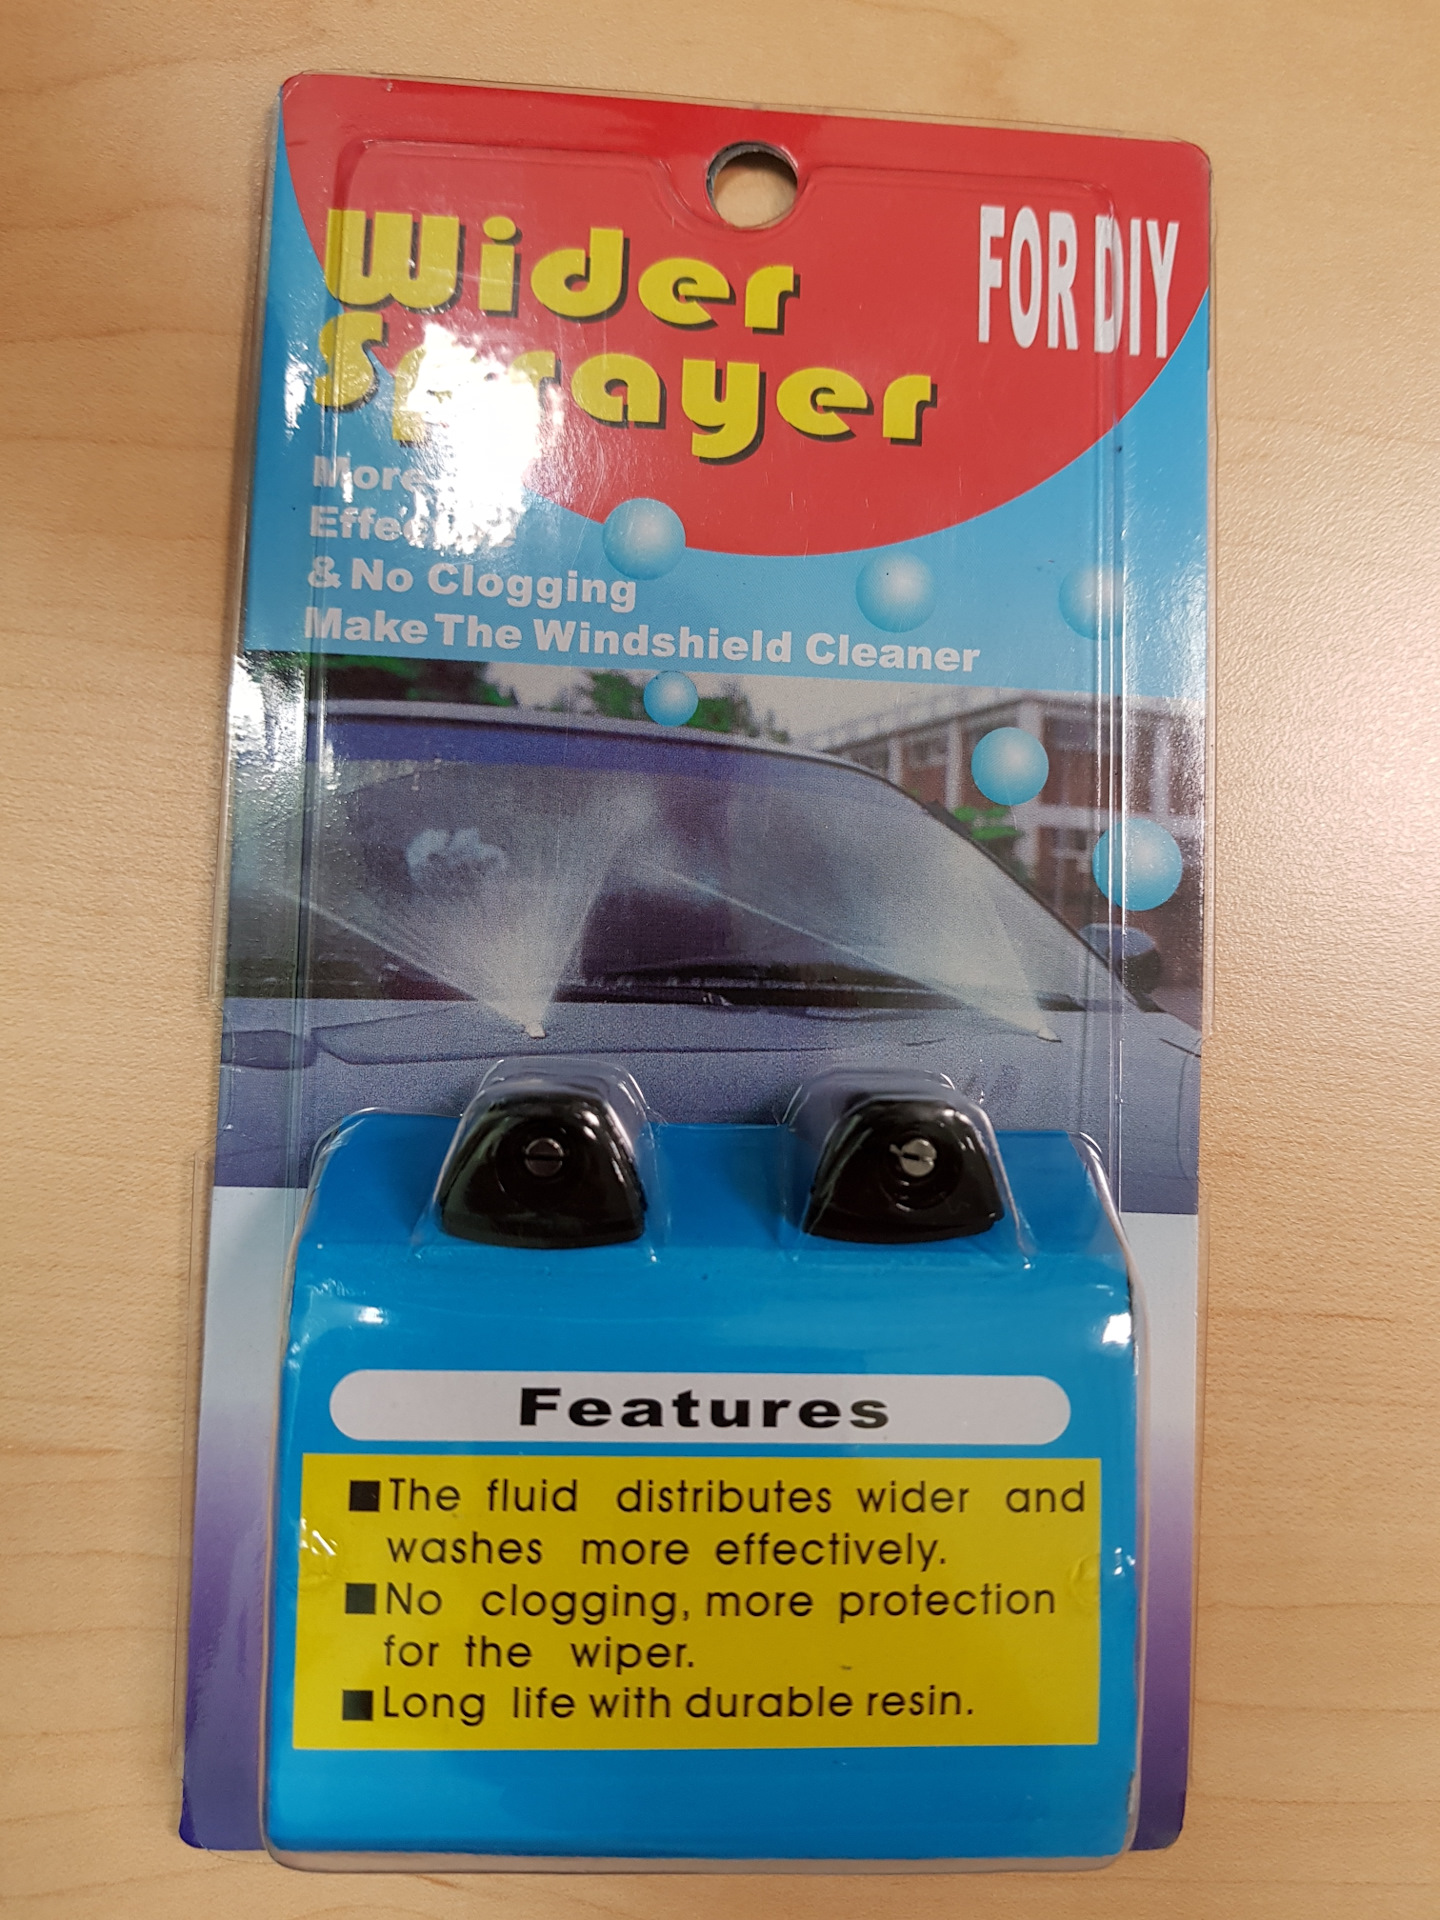 Wider
Sprayer
FOR DIY
More
Effective
& No Clogging
Make The Windshield Cleaner
Features
■The fluid distributes wider and
washes more effectively.
■No clogging, more protection
for the wiper.
■Long life with durable resin.